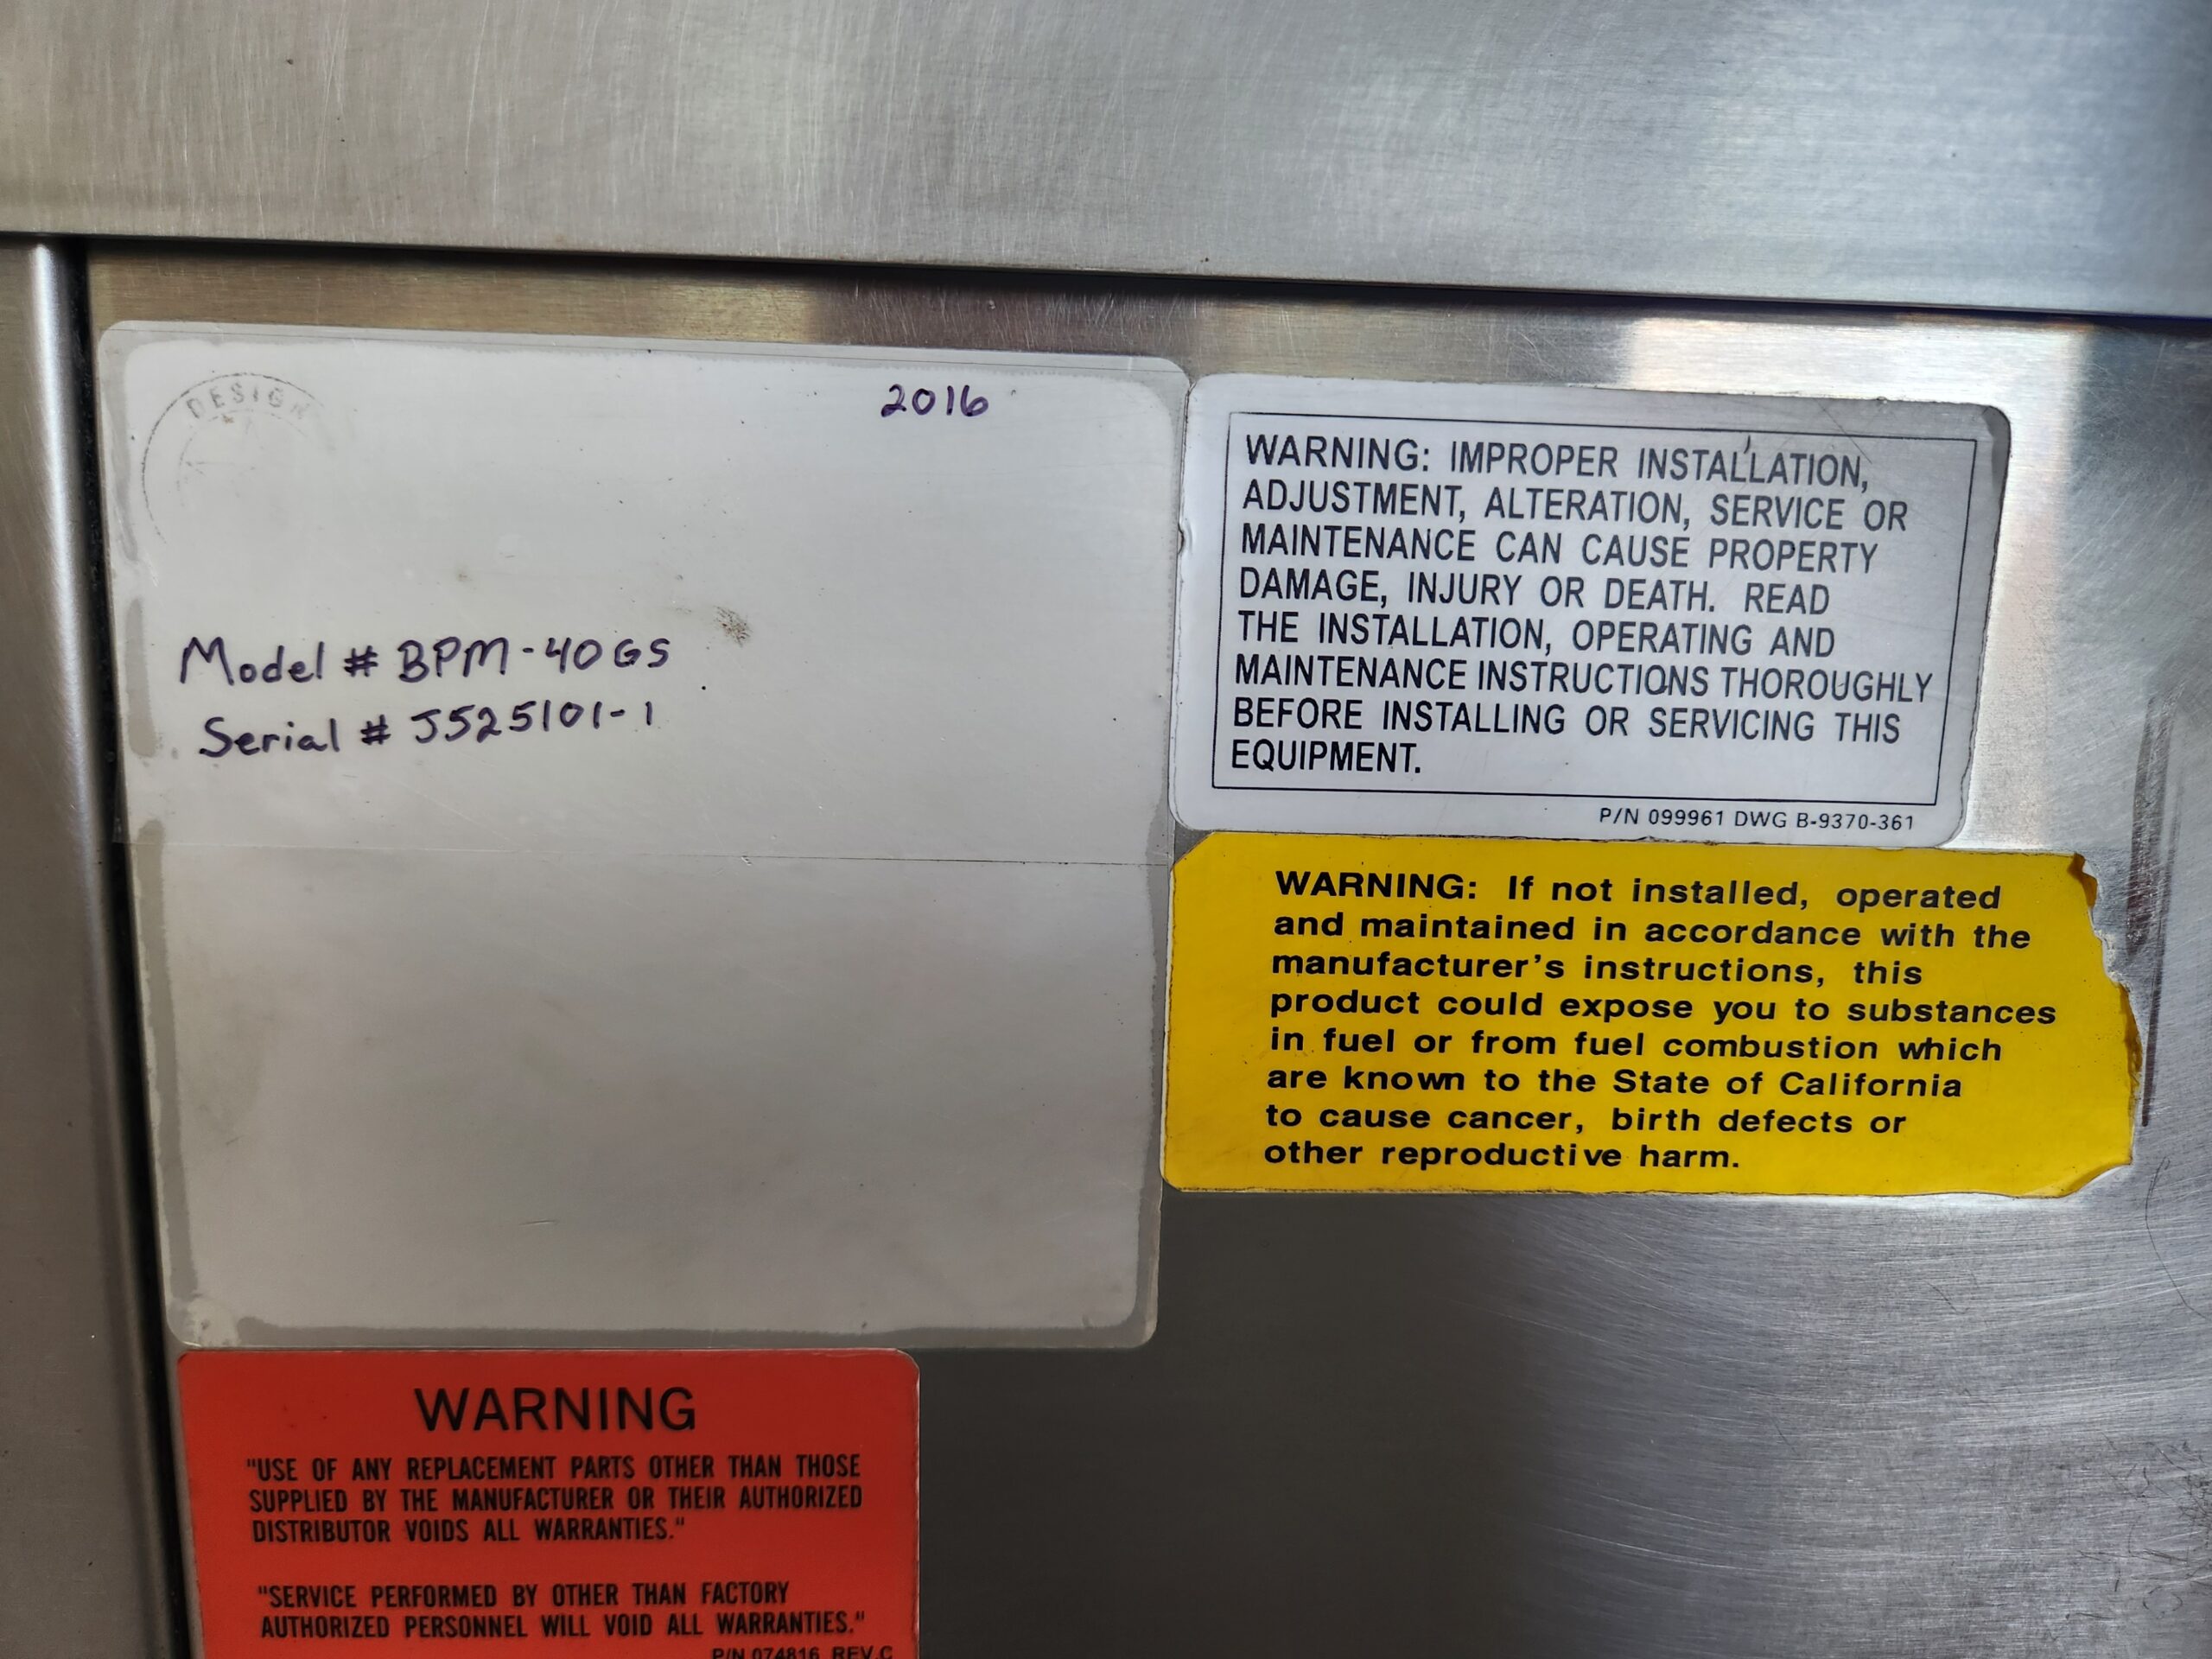 DESIGN
2016
Model # BPM-40GS
Serial # J525101-1
WARNING: IMPROPER INSTALLATION,
ADJUSTMENT, ALTERATION, SERVICE OR
MAINTENANCE CAN CAUSE PROPERTY
DAMAGE, INJURY OR DEATH. READ
THE INSTALLATION, OPERATING AND
MAINTENANCE INSTRUCTIONS THOROUGHLY
BEFORE INSTALLING OR SERVICING THIS
EQUIPMENT.
P/N 099961 DWG B-9370-361
WARNING: If not installed, operated
and maintained in accordance with the
manufacturer's instructions, this
product could expose you to substances
in fuel or from fuel combustion which
are known to the State of California
to cause cancer, birth defects or
other reproductive harm.
WARNING
"USE OF ANY REPLACEMENT PARTS OTHER THAN THOSE
SUPPLIED BY THE MANUFACTURER OR THEIR AUTHORIZED
DISTRIBUTOR VOIDS ALL WARRANTIES."
"SERVICE PERFORMED BY OTHER THAN FACTORY
AUTHORIZED PERSONNEL WILL VOID ALL WARRANTIES."
P/N 074816 REV.C